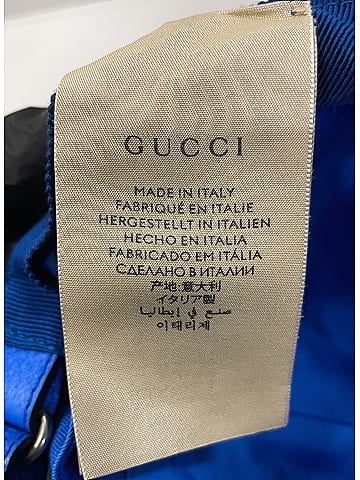 GUCCI
MADE IN ITALY
FABRIQUÉ EN ITALIE
HERGESTELLT IN ITALIEN
HECHO EN ITALIA
FABRICADO EM ITÁLIA
СДЕЛАНО В ИТАЛИИ
产地:意大利
イタリア製
صنع في إيطاليا
이태리제